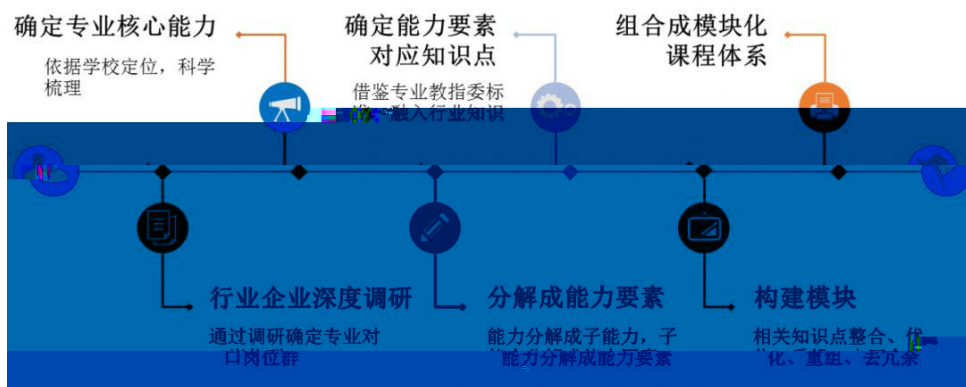 确定专业核心能力
依据学校定位，科学
梳理
确定能力要素
对应知识点
借鉴专业教指委标
融入行业知识
组合成模块化
课程体系
行业企业深度调研
通过调研确定专业对
口岗位群
分解成能力要素
能力分解成子能力，子
能力分解成能力要素
构建模块
相关知识点整合、优
化、重组、去冗余